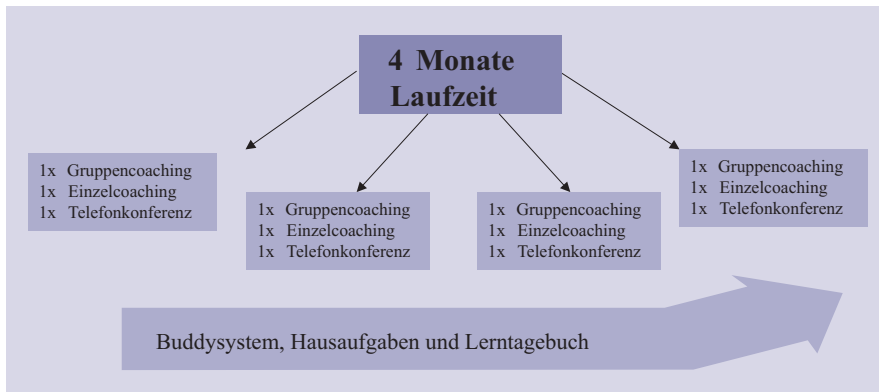 4 Monate
Laufzeit
1x Gruppencoaching
1x Einzelcoaching
1x Telefonkonferenz
1x Gruppencoaching
1x Einzelcoaching
1x Telefonkonferenz
1x Gruppencoaching
1x Einzelcoaching
1x Telefonkonferenz
1x Gruppencoaching
1x Einzelcoaching
1x Telefonkonferenz
Buddysystem, Hausaufgaben und Lerntagebuch